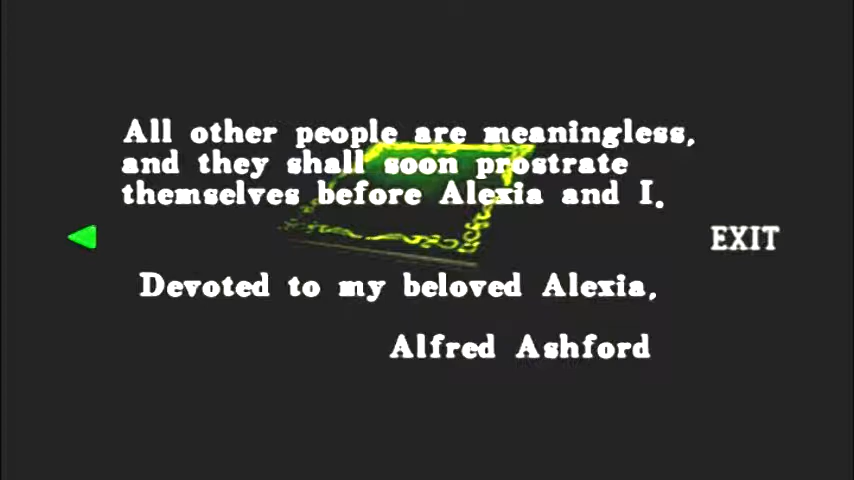 All other people are meaningless,
and they shall soon prostrate
themselves before Alexia and I.
EXIT
Devoted to my beloved Alexia,
Alfred Ashford